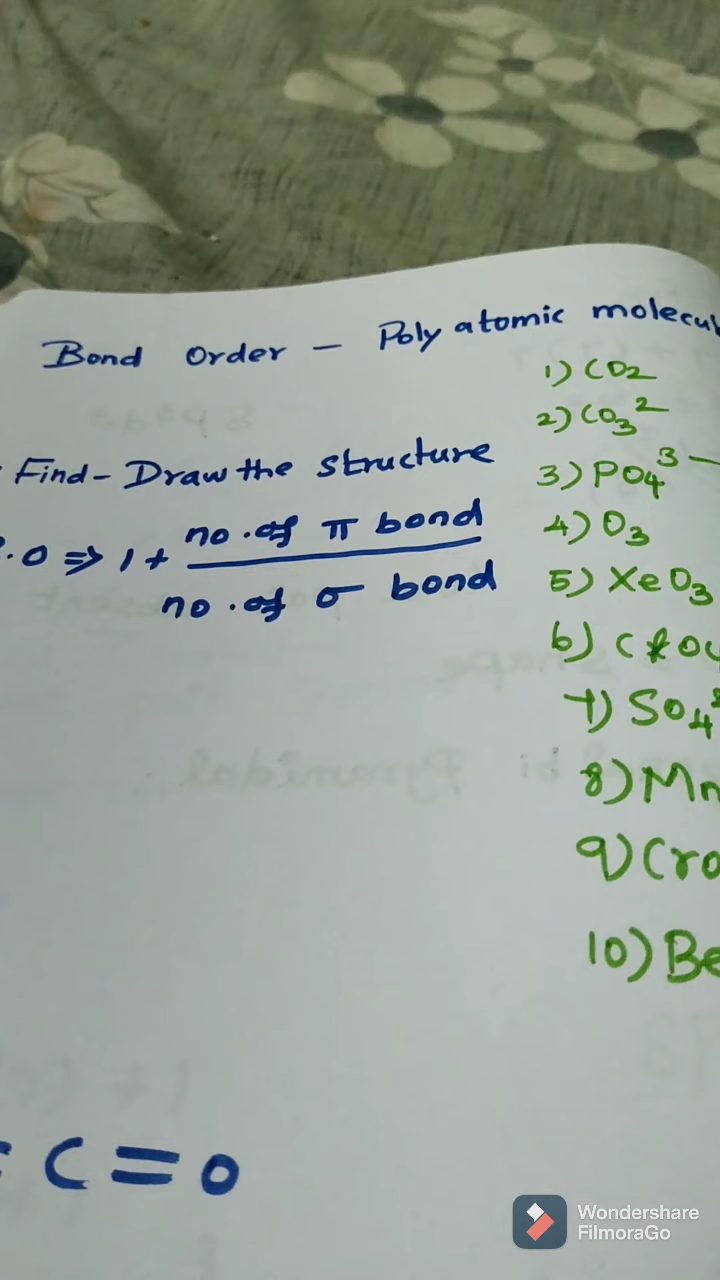 Bond Order - Poly atomic molecul
1) CO2
2) CO3 2-
Find - Draw the structure
3) PO4 3-
.O ⇒ 1 + no. of π bond
no. of σ bond
4) O3
5) XeO3
6) ClO4
7) SO4
8) Mn
9) Cro
10) Be
= C = O
Wondershare
FilmoraGo